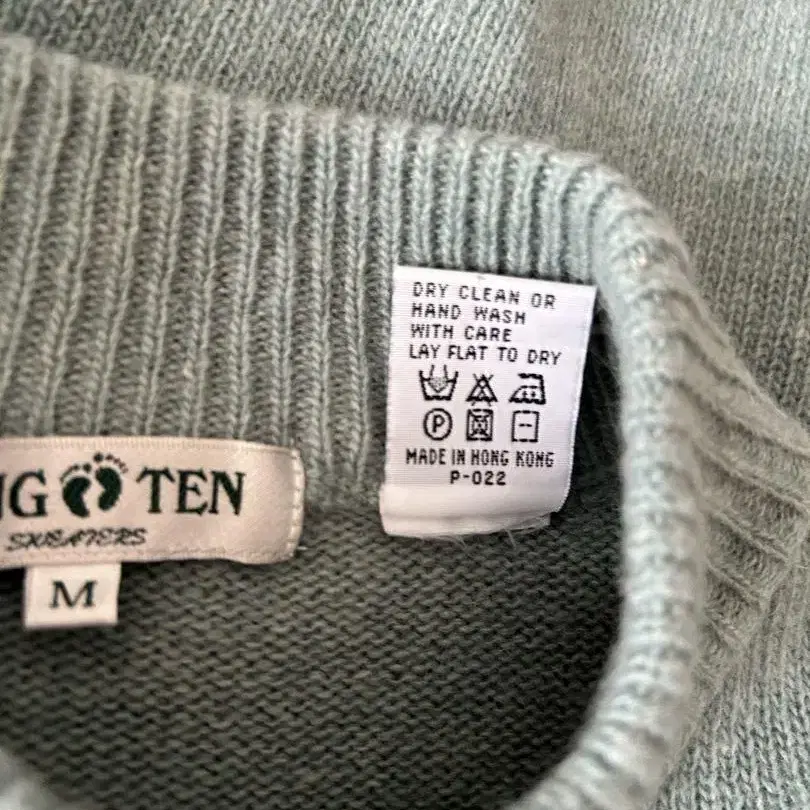 NG TEN
SWEATERS
M
DRY CLEAN OR
HAND WASH
WITH CARE
LAY FLAT TO DRY
P
MADE IN HONG KONG
P-022